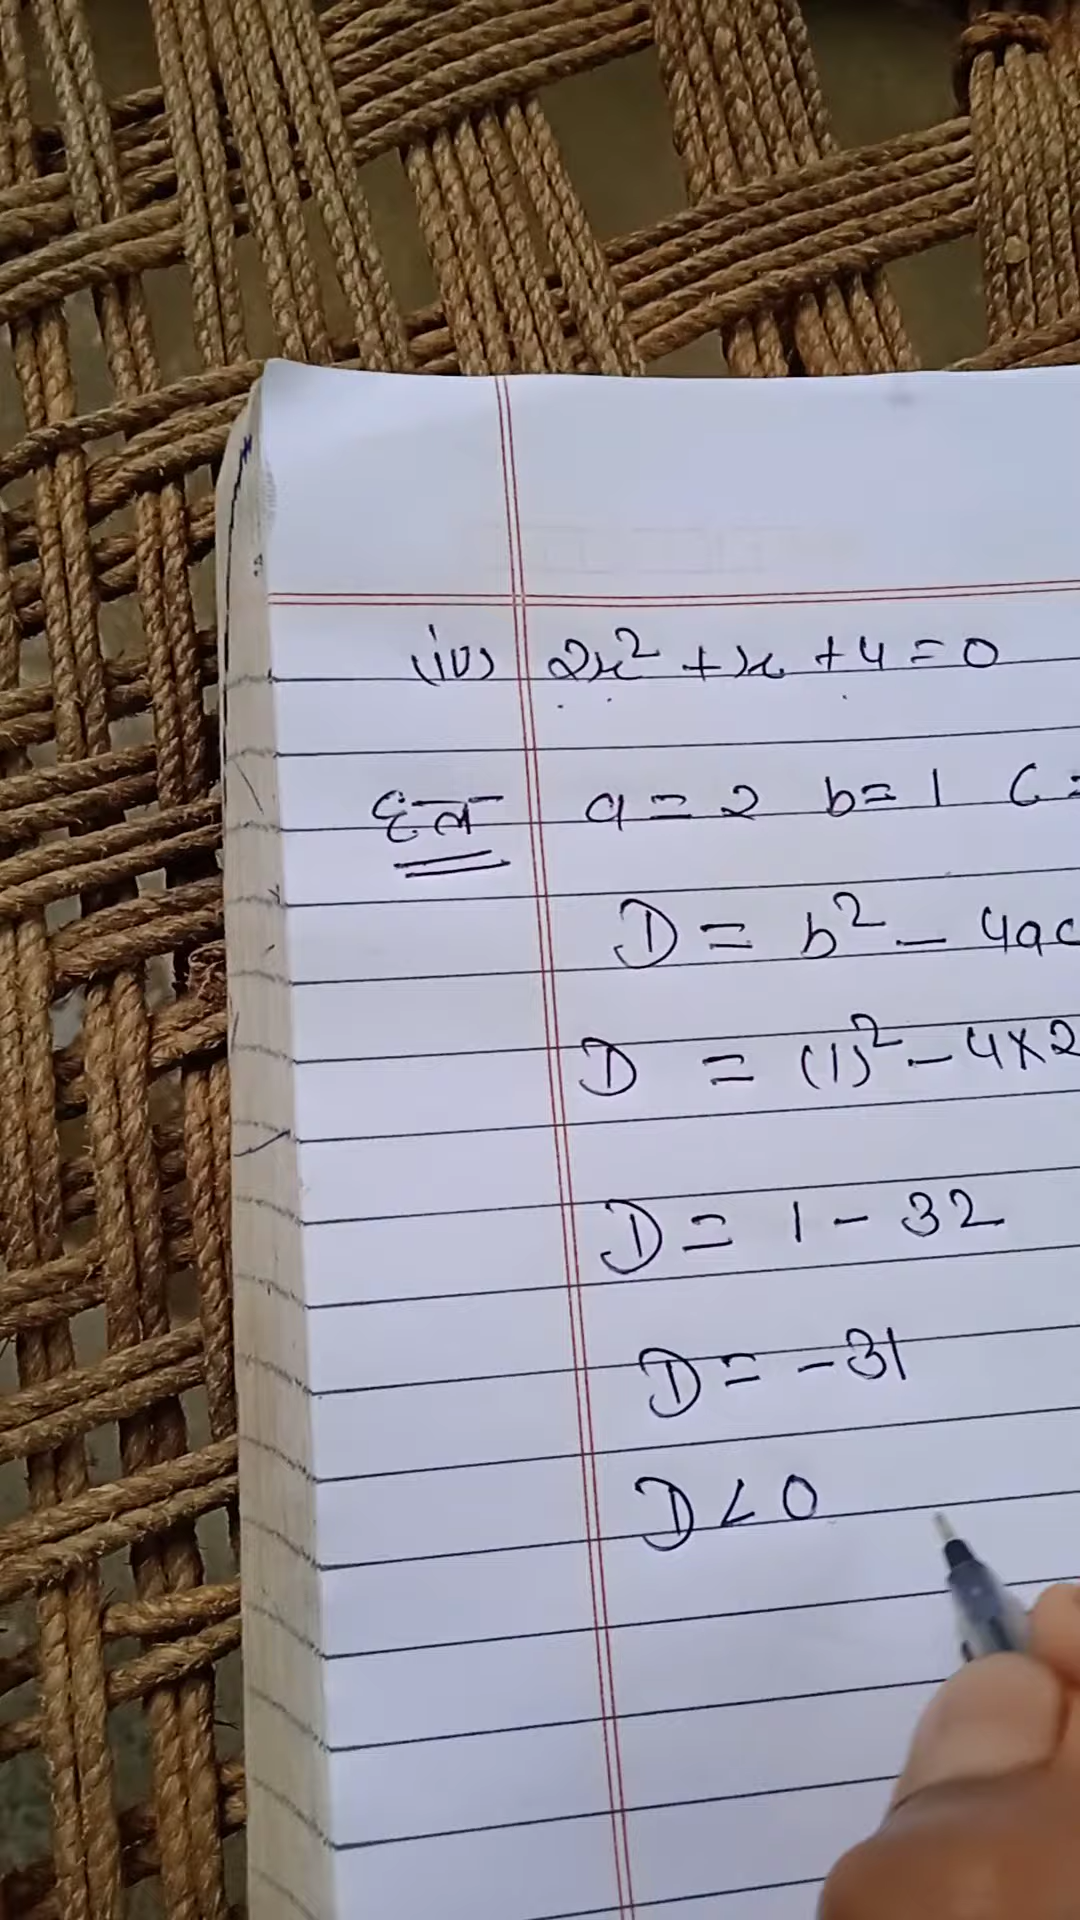 (iv) 2x² + x + 4 = 0
हल a = 2 b = 1 c =
D = b² - 4ac
D = (1)² - 4×2
D = 1 - 32
D = -31
D < 0